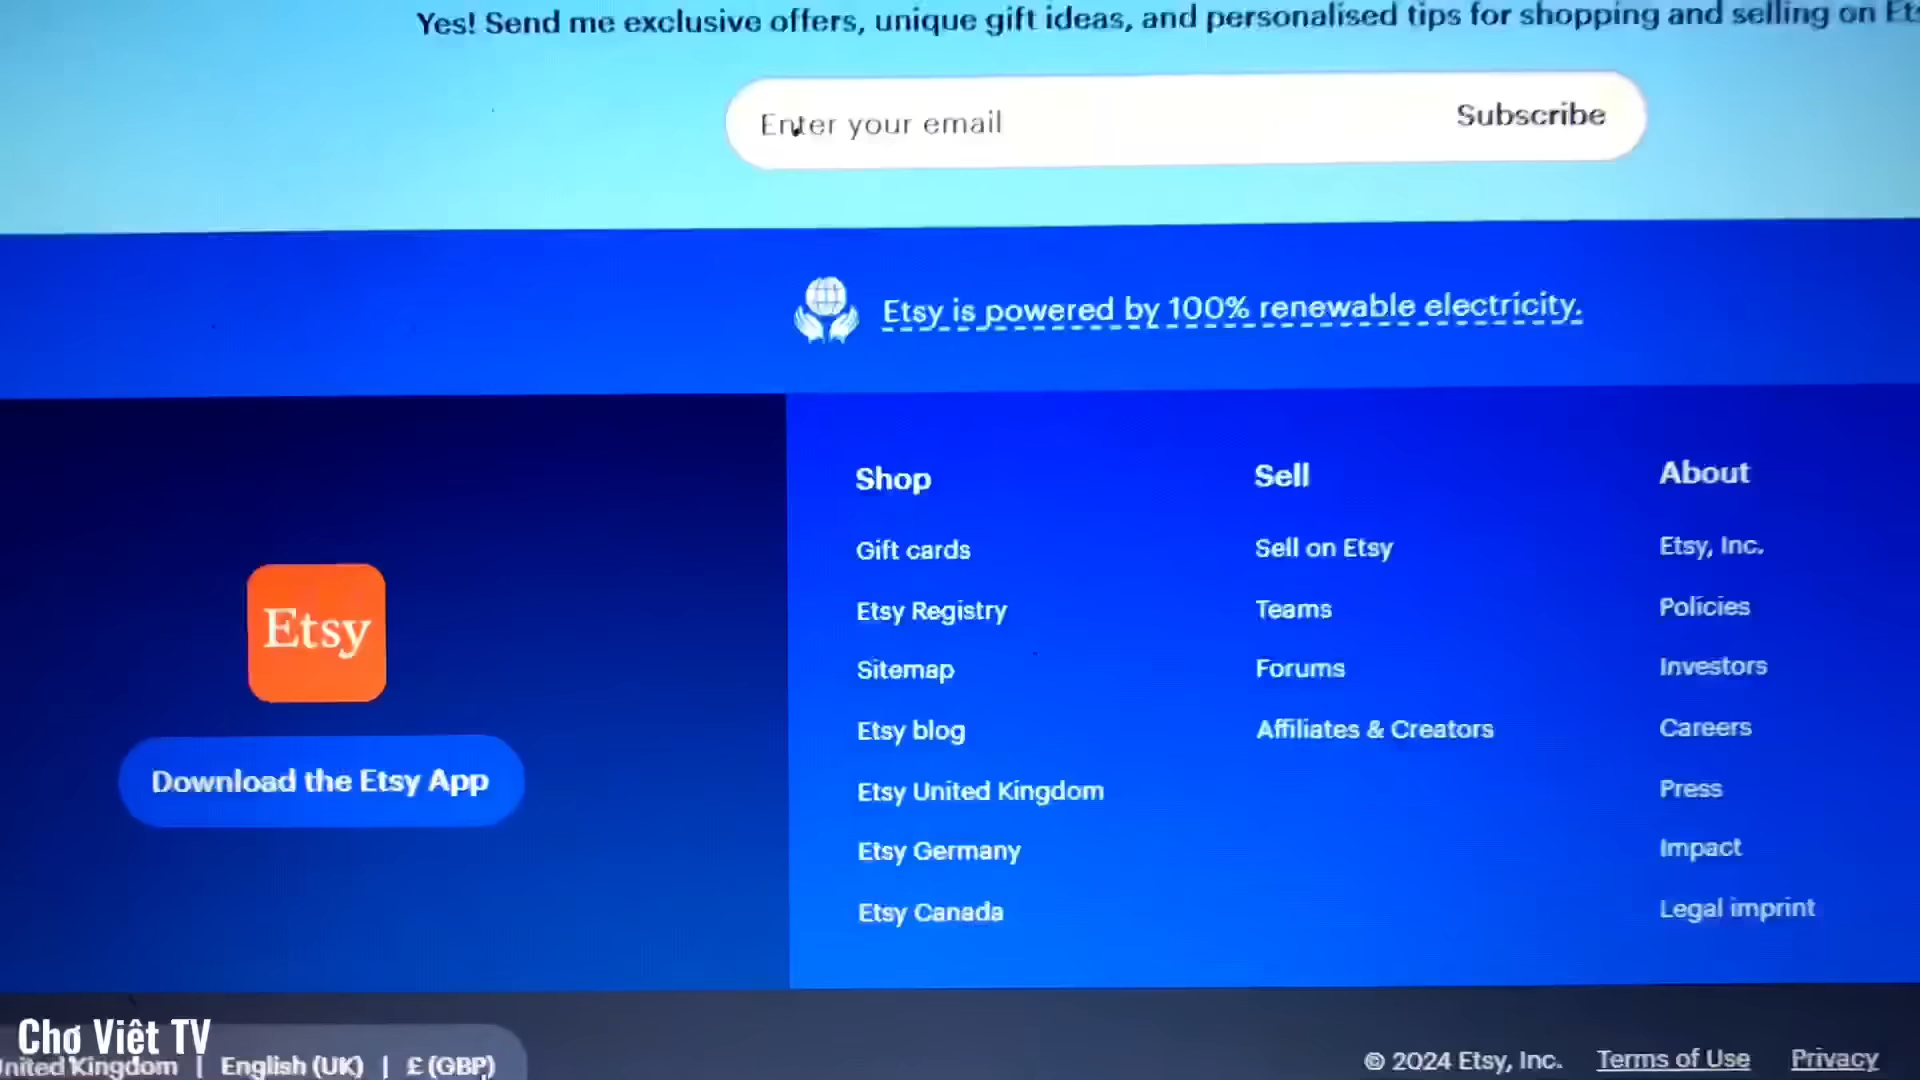 Yes! Send me exclusive offers, unique gift ideas, and personalised tips for shopping and selling on
Enter your email
Subscribe
Etsy is powered by 100% renewable electricity.
Etsy
Download the Etsy App
Shop
Gift cards
Etsy Registry
Sitemap
Etsy blog
Etsy United Kingdom
Etsy Germany
Etsy Canada
Sell
Sell on Etsy
Teams
Forums
Affiliates & Creators
About
Etsy, Inc.
Policies
Investors
Careers
Press
Impact
Legal imprint
Chợ Việt TV
United Kingdom | English (UK) | £ (GBP)
© 2024 Etsy, Inc. Terms of Use Privacy